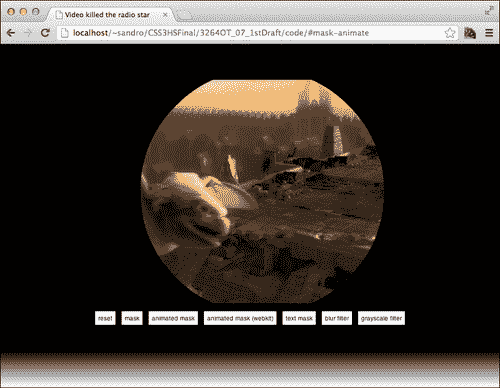 Video killed the radio star
localhost/~sandro/CSS3HSFinal/3264OT_07_1stDraft/code/#mask-animate
reset mask animated mask animated mask (webkit) text mask blur filter grayscale filter